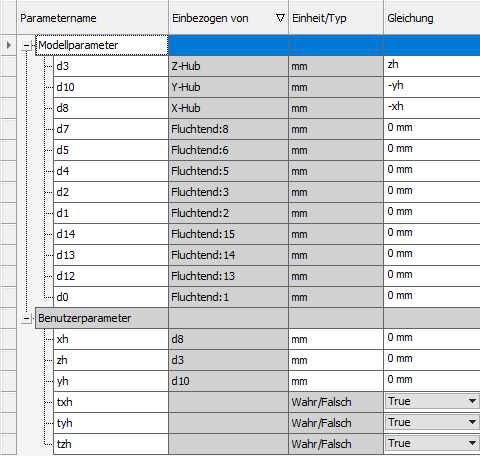 Parametername Einbezogen von Einheit/Typ Gleichung
Modellparameter
d3 Z-Hub mm zh
d10 Y-Hub mm -yh
d8 X-Hub mm -xh
d7 Fluchtend:8 mm 0 mm
d5 Fluchtend:6 mm 0 mm
d4 Fluchtend:5 mm 0 mm
d2 Fluchtend:3 mm 0 mm
d1 Fluchtend:2 mm 0 mm
d14 Fluchtend:15 mm 0 mm
d13 Fluchtend:14 mm 0 mm
d12 Fluchtend:13 mm 0 mm
d0 Fluchtend:1 mm 0 mm
Benutzerparameter
xh d8 mm 0 mm
zh d3 mm 0 mm
yh d10 mm 0 mm
txh Wahr/Falsch True
tyh Wahr/Falsch True
tzh Wahr/Falsch True